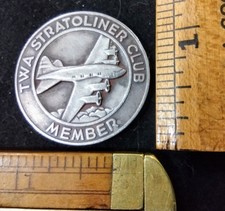 TWA STRATOLINER CLUB
MEMBER
1